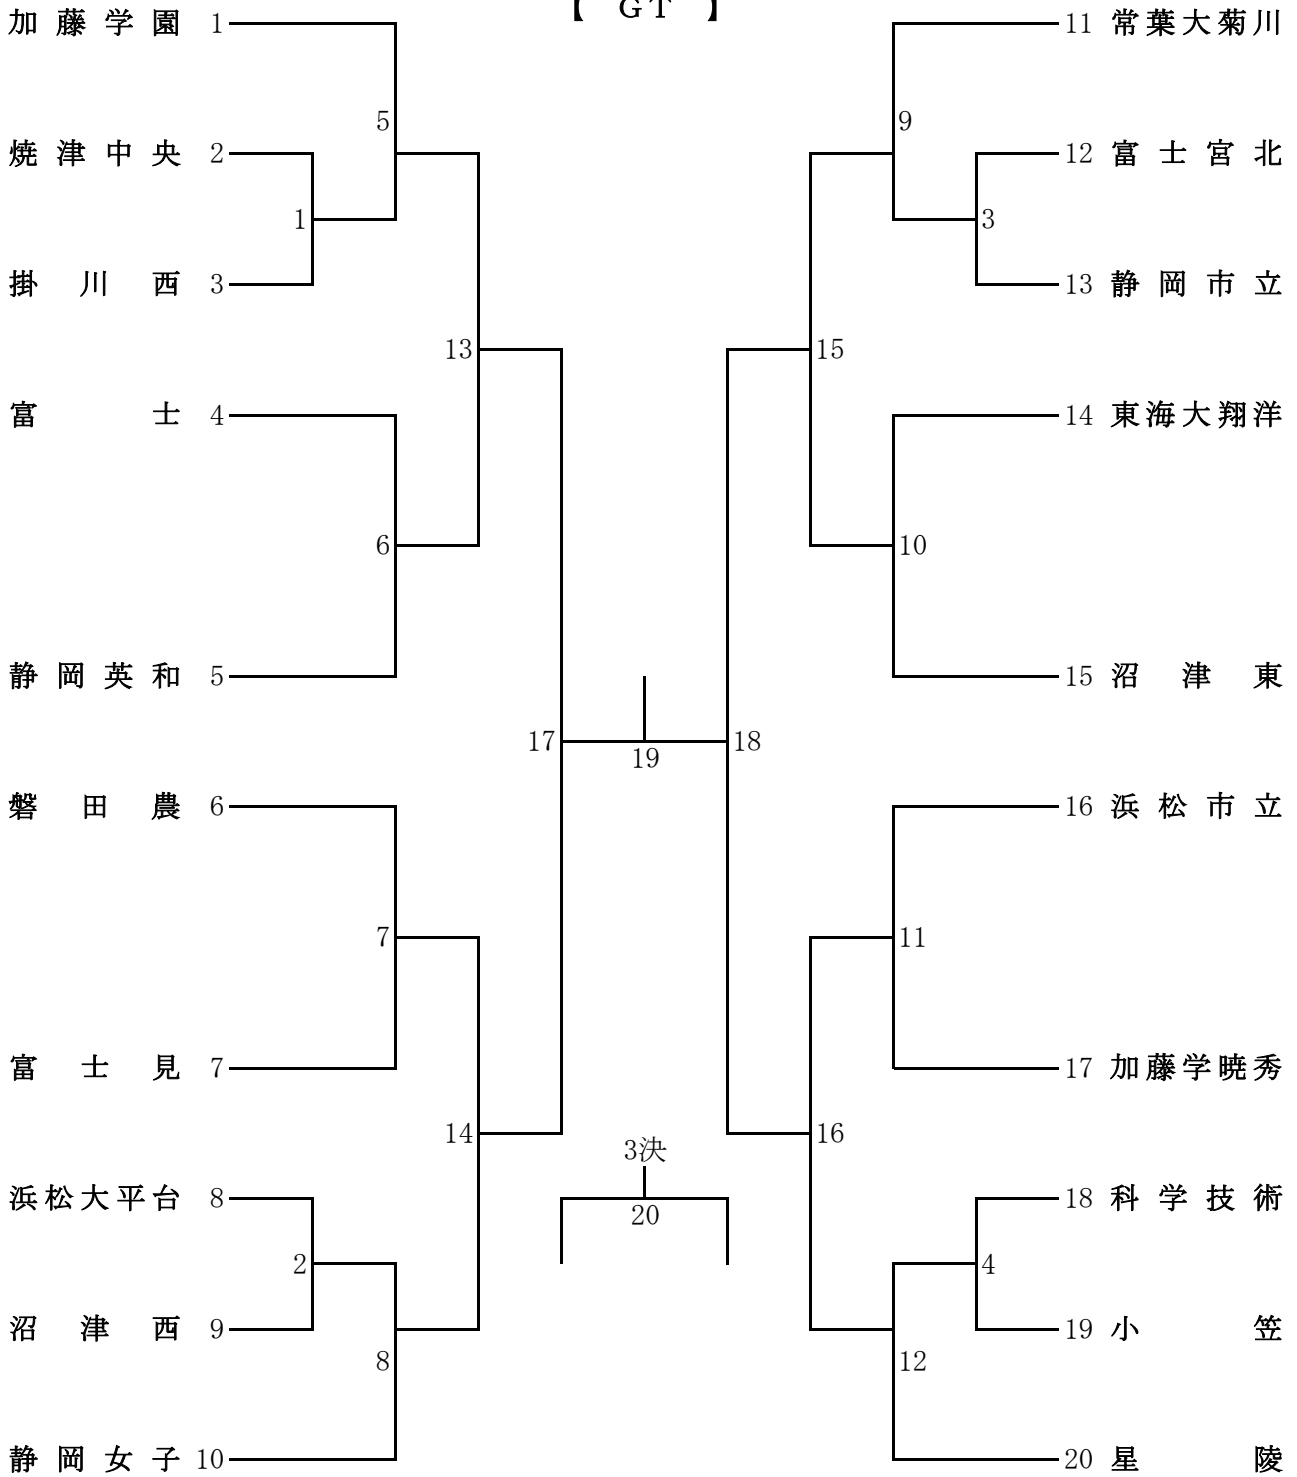 【 GT 】
加藤学園 1
5
焼津中央 2
1
掛川西 3
13
富士 4
6
静岡英和 5
17
磐田農 6
7
富士見 7
14
浜松大平台 8
2
沼津西 9
8
静岡女子 10
19
3決
20
11 常葉大菊川
9
12 富士宮北
3
13 静岡市立
15
14 東海大翔洋
10
15 沼津東
18
16 浜松市立
11
17 加藤学暁秀
16
18 科学技術
4
19 小笠
12
20 星陵